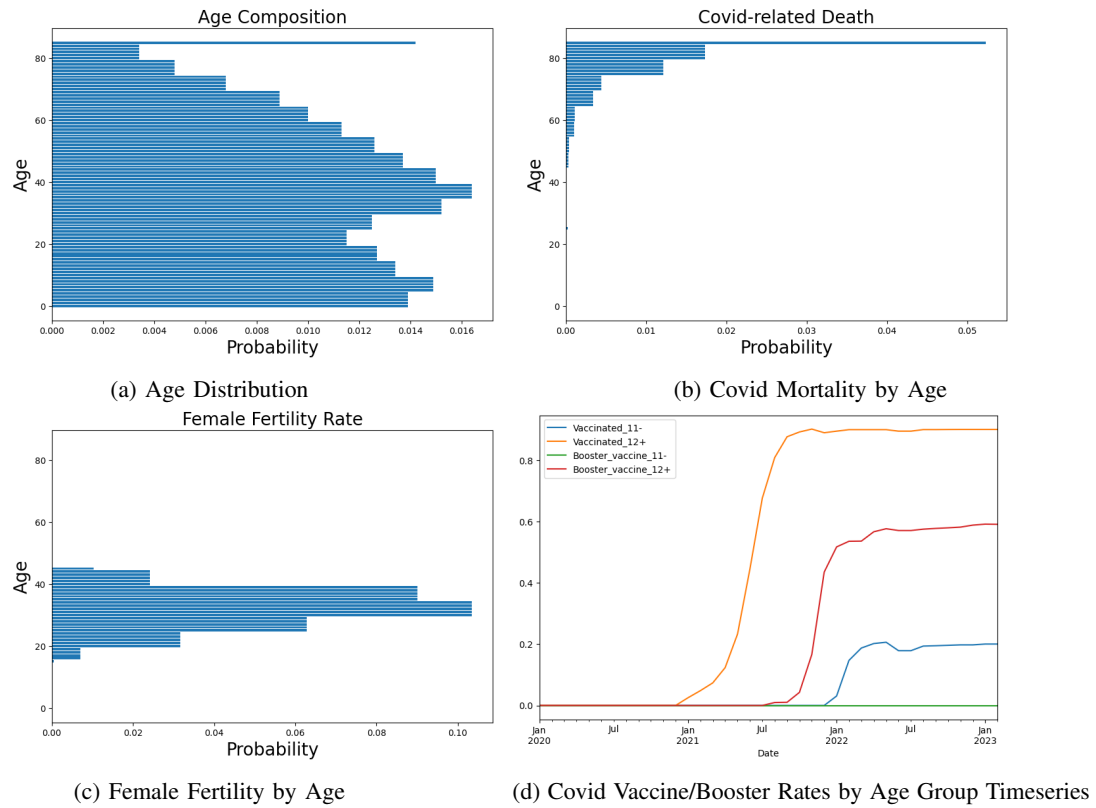 Age Composition
Age
80
60
40
20
0
0.000 0.002 0.004 0.006 0.008 0.010 0.012 0.014 0.016
Probability
(a) Age Distribution
Covid-related Death
Age
80
60
40
20
0
0.00 0.01 0.02 0.03 0.04 0.05
Probability
(b) Covid Mortality by Age
Female Fertility Rate
Age
80
60
40
20
0
0.00 0.02 0.04 0.06 0.08 0.10
Probability
(c) Female Fertility by Age
Vaccinated_11-
Vaccinated_12+
Booster_vaccine_11-
Booster_vaccine_12+
0.8
0.6
0.4
0.2
0.0
Jan Jul Jan Jul Jan Jul Jan
2020 2021 2022 2023
Date
(d) Covid Vaccine/Booster Rates by Age Group Timeseries